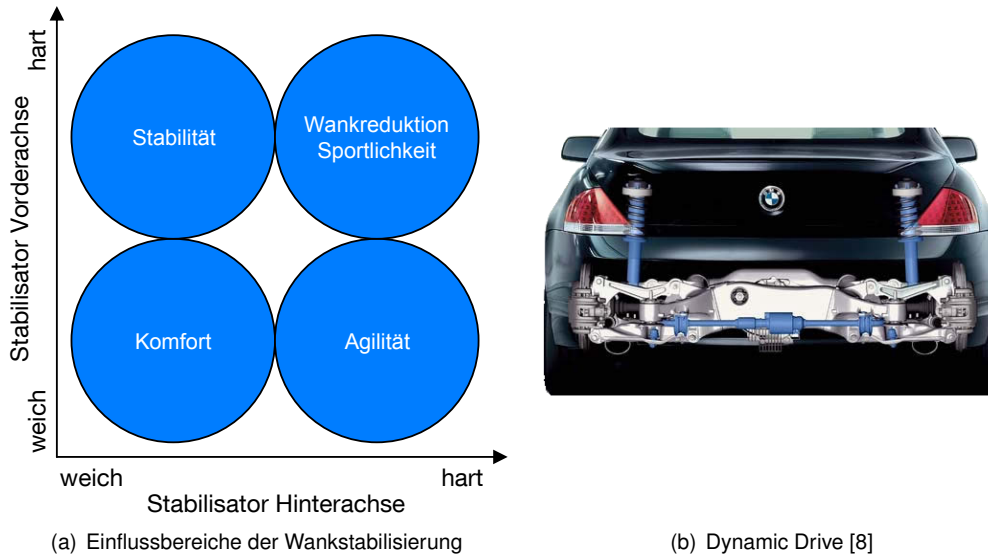 hart
Stabilisator Vorderachse
weich
Stabilität
Wankreduktion
Sportlichkeit
Komfort
Agilität
weich
hart
Stabilisator Hinterachse
(a) Einflussbereiche der Wankstabilisierung
(b) Dynamic Drive [8]